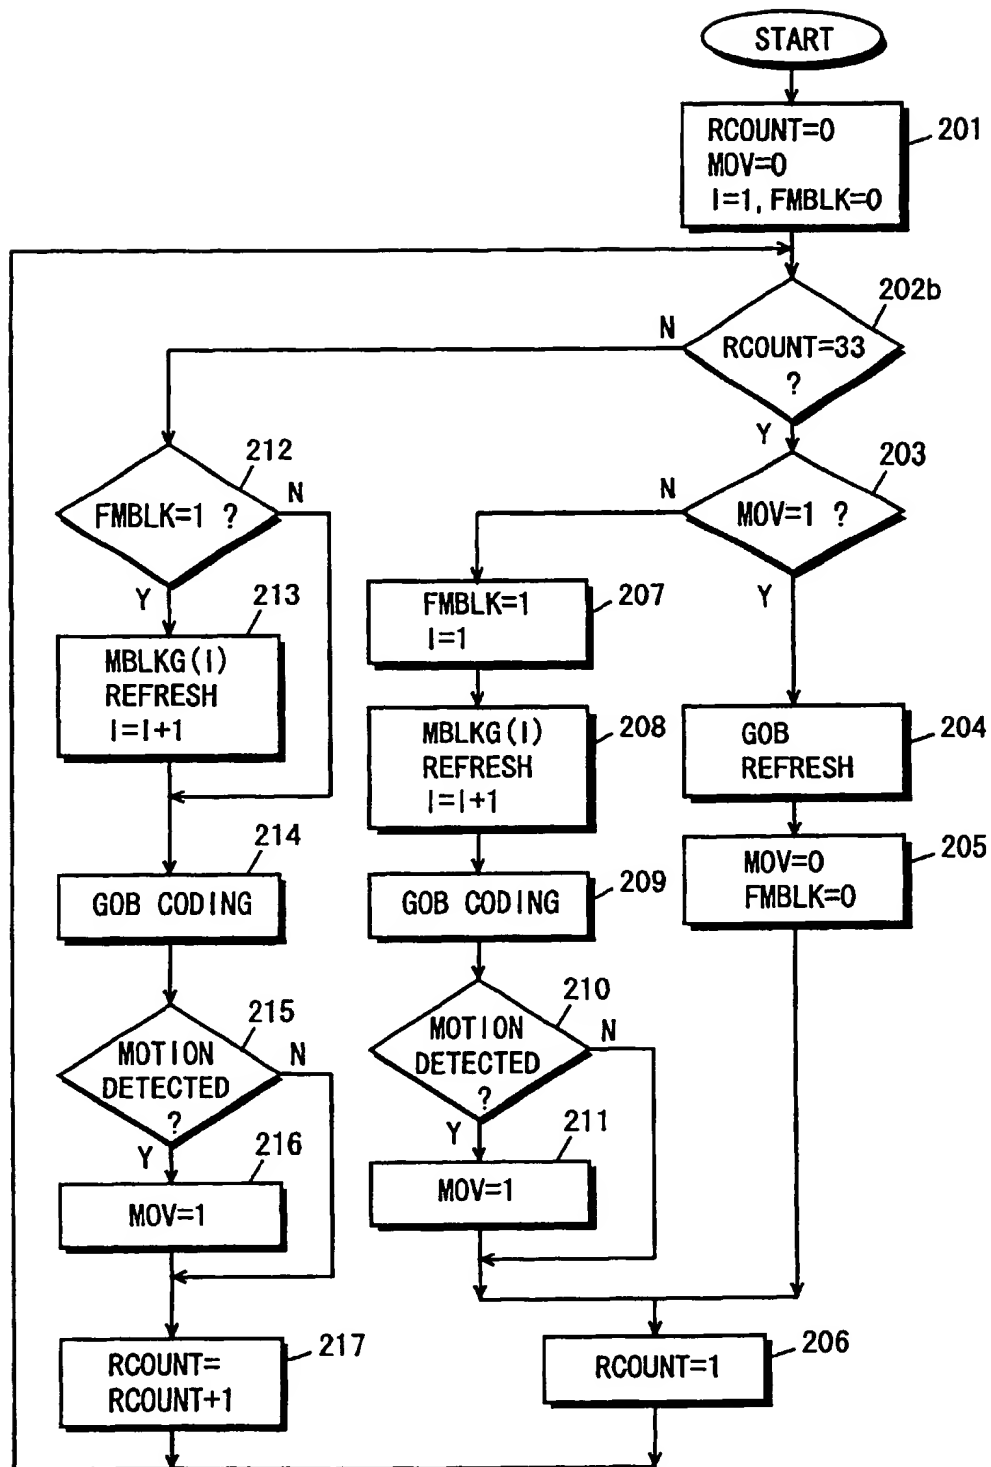 START
RCOUNT=0
MOV=0
I=1, FMBLK=0
201
202b
RCOUNT=33
?
N
Y
203
MOV=1 ?
N
Y
212
FMBLK=1 ?
N
Y
213
MBLKG(I)
REFRESH
I=I+1
207
FMBLK=1
I=1
208
MBLKG(I)
REFRESH
I=I+1
204
GOB
REFRESH
205
MOV=0
FMBLK=0
214
GOB CODING
209
GOB CODING
215
MOTION
DETECTED
?
N
Y
210
MOTION
DETECTED
?
N
Y
216
MOV=1
211
MOV=1
217
RCOUNT=
RCOUNT+1
206
RCOUNT=1